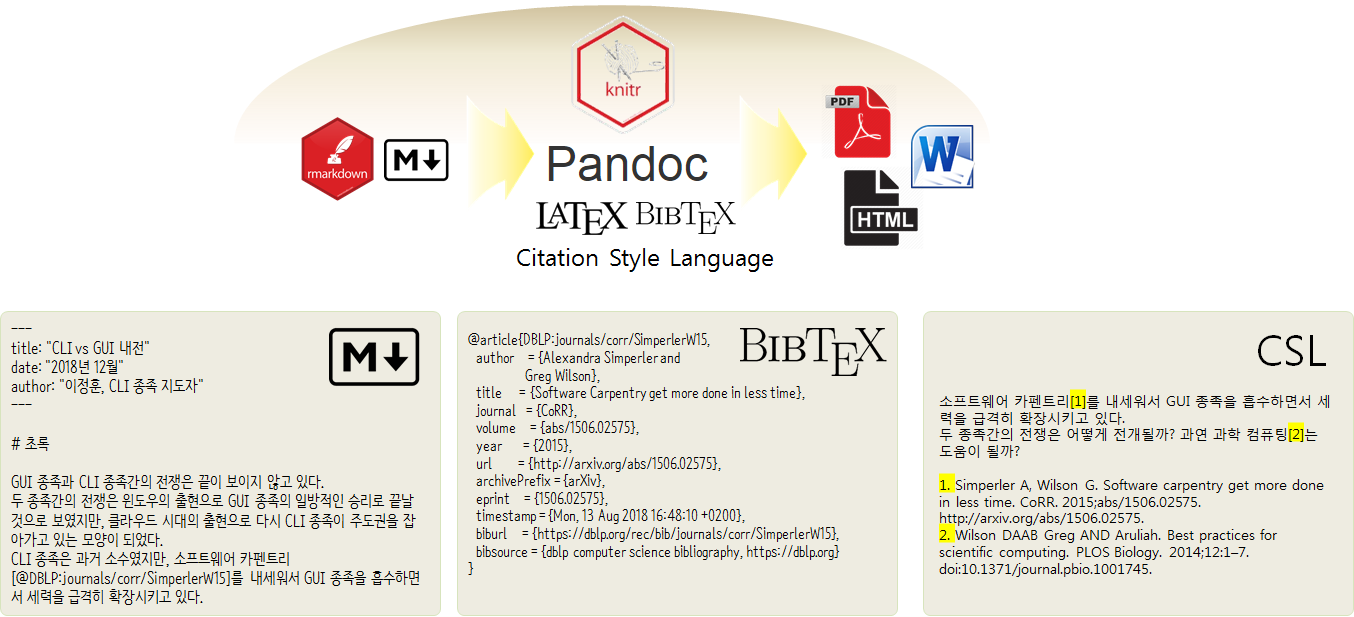 knitr
rmarkdown
M
Pandoc
LATEX BIBTEX
Citation Style Language
PDF
W
HTML
---
title: "CLI vs GUI 내전"
date: "2018년 12월"
author: "이정훈, CLI 종족 지도자"
---
M
# 초록
GUI 종족과 CLI 종족간의 전쟁은 끝이 보이지 않고 있다.
두 종족간의 전쟁은 윈도우의 출현으로 GUI 종족의 일방적인 승리로 끝날
것으로 보였지만, 클라우드 시대의 출현으로 다시 CLI 종족이 주도권을 잡
아가고 있는 모양이 되었다.
CLI 종족은 과거 소수였지만, 소프트웨어 카펜트리
[@DBLP:journals/corr/SimperlerW15]를 내세워서 GUI 종족을 흡수하면
서 세력을 급격히 확장시키고 있다.
BIBTEX
@article{DBLP:journals/corr/SimperlerW15,
author = {Alexandra Simperler and
Greg Wilson},
title = {Software Carpentry get more done in less time},
journal = {CoRR},
volume = {abs/1506.02575},
year = {2015},
url = {http://arxiv.org/abs/1506.02575},
archivePrefix = {arXiv},
eprint = {1506.02575},
timestamp = {Mon, 13 Aug 2018 16:48:10 +0200},
biburl = {https://dblp.org/rec/bib/journals/corr/SimperlerW15},
bibsource = {dblp computer science bibliography, https://dblp.org}
}
CSL
소프트웨어 카펜트리[1]를 내세워서 GUI 종족을 흡수하면서 세
력을 급격히 확장시키고 있다.
두 종족간의 전쟁은 어떻게 전개될까? 과연 과학 컴퓨팅[2]는
도움이 될까?
1. Simperler A, Wilson G. Software carpentry get more done
in less time. CoRR. 2015;abs/1506.02575.
http://arxiv.org/abs/1506.02575.
2. Wilson DAAB Greg AND Aruliah. Best practices for
scientific computing. PLOS Biology. 2014;12:1–7.
doi:10.1371/journal.pbio.1001745.